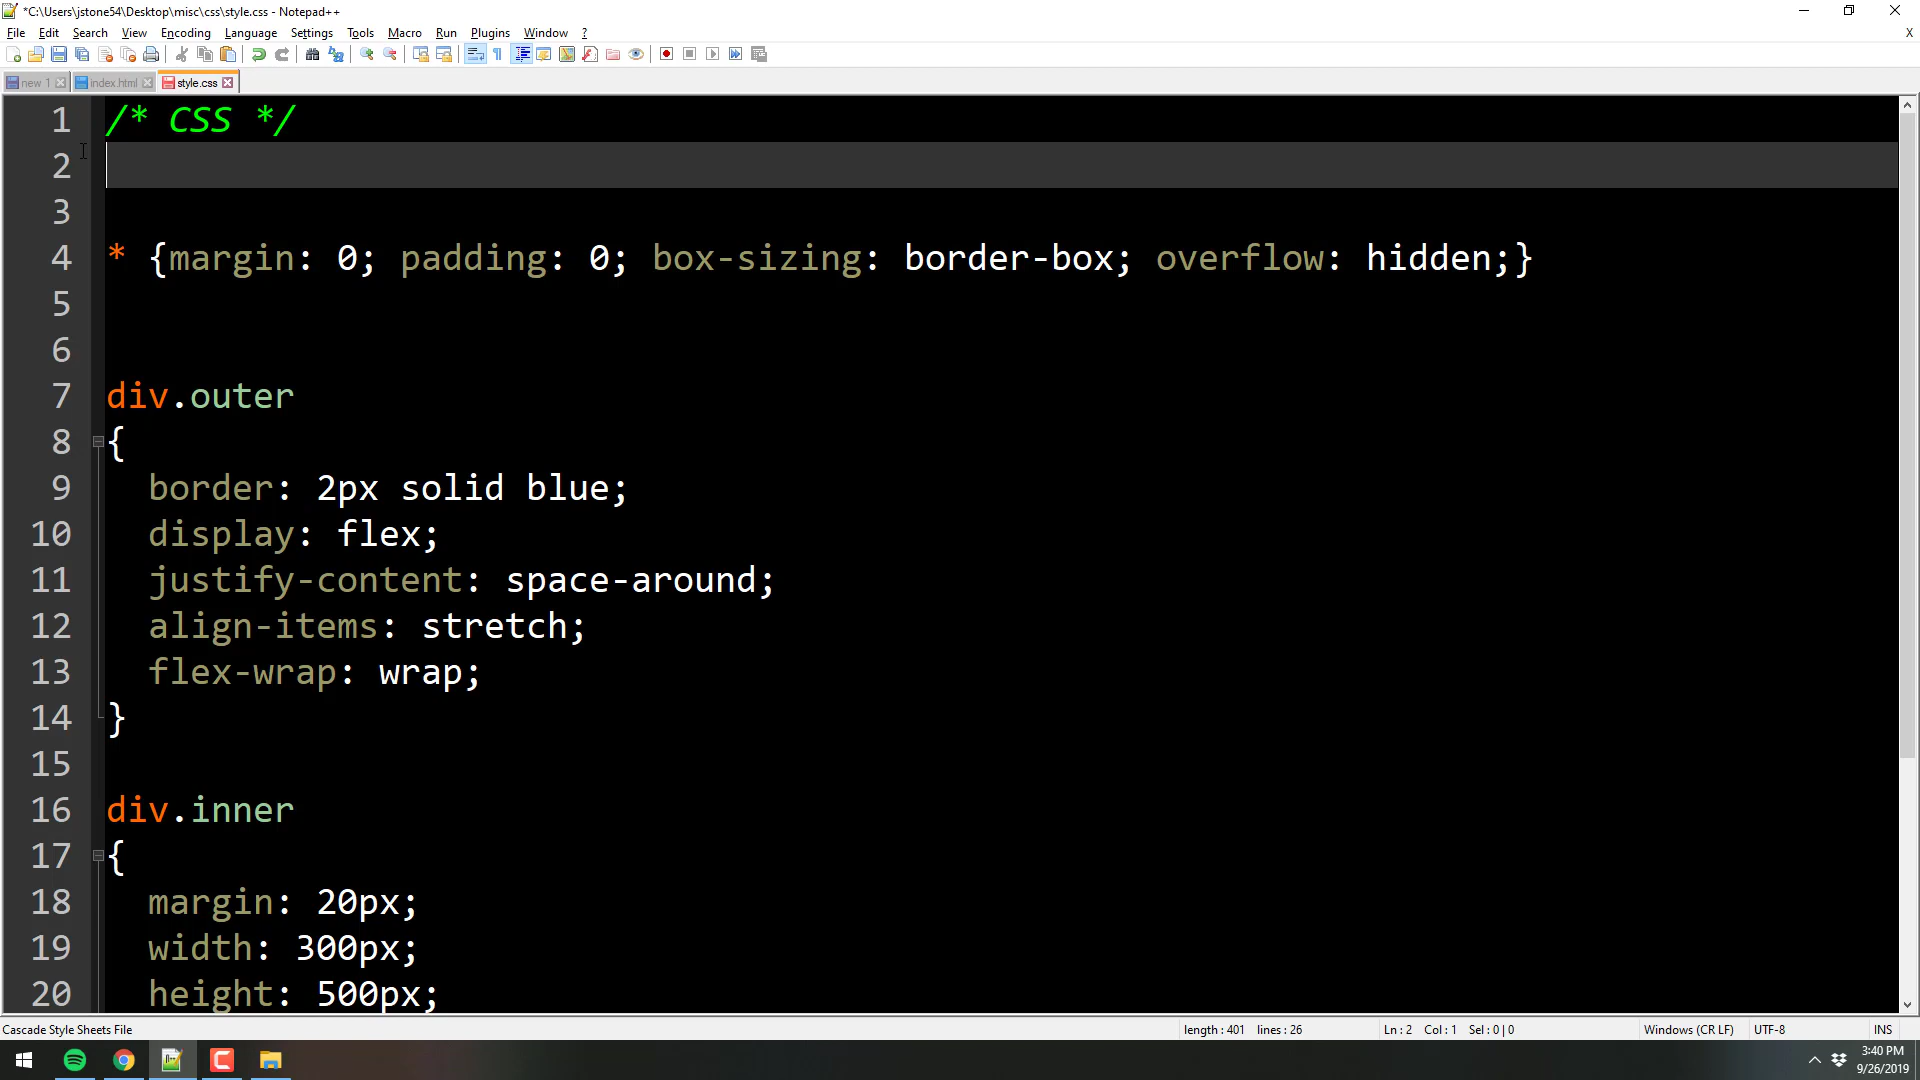 *C:\Users\jstone54\Desktop\misc\css\style.css - Notepad++
File Edit Search View Encoding Language Settings Tools Macro Run Plugins Window ? X
new 1 index.html style.css
1 /* CSS */
2
3
4 * {margin: 0; padding: 0; box-sizing: border-box; overflow: hidden;}
5
6
7 div.outer
8 {
9 border: 2px solid blue;
10 display: flex;
11 justify-content: space-around;
12 align-items: stretch;
13 flex-wrap: wrap;
14 }
15
16 div.inner
17 {
18 margin: 20px;
19 width: 300px;
20 height: 500px;
Cascade Style Sheets File length : 401 lines : 26 Ln : 2 Col : 1 Sel : 0 | 0 Windows (CR LF) UTF-8 INS
3:40 PM
9/26/2019